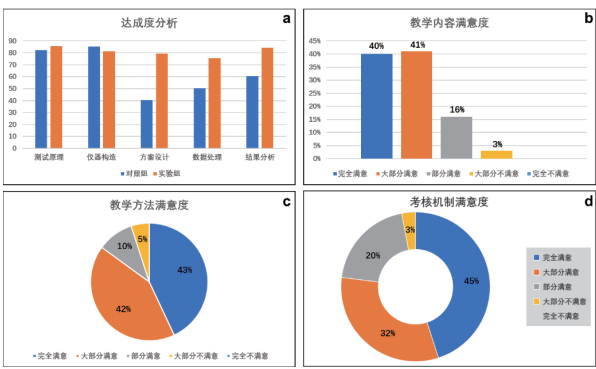 达成度分析 a
90
80
70
60
50
40
30
20
10
0
测试原理 仪器构造 方案设计 数据处理 结果分析
对照组 实验组
教学内容满意度 b
45%
40%
35%
30%
25%
20%
15%
10%
5%
0%
40% 41% 16% 3%
完全满意 大部分满意 部分满意 大部分不满意 完全不满意
教学方法满意度 c
5%
10%
43%
42%
完全满意 大部分满意 部分满意 大部分不满意 完全不满意
考核机制满意度 d
3%
20%
45%
32%
完全满意
大部分满意
部分满意
大部分不满意
完全不满意